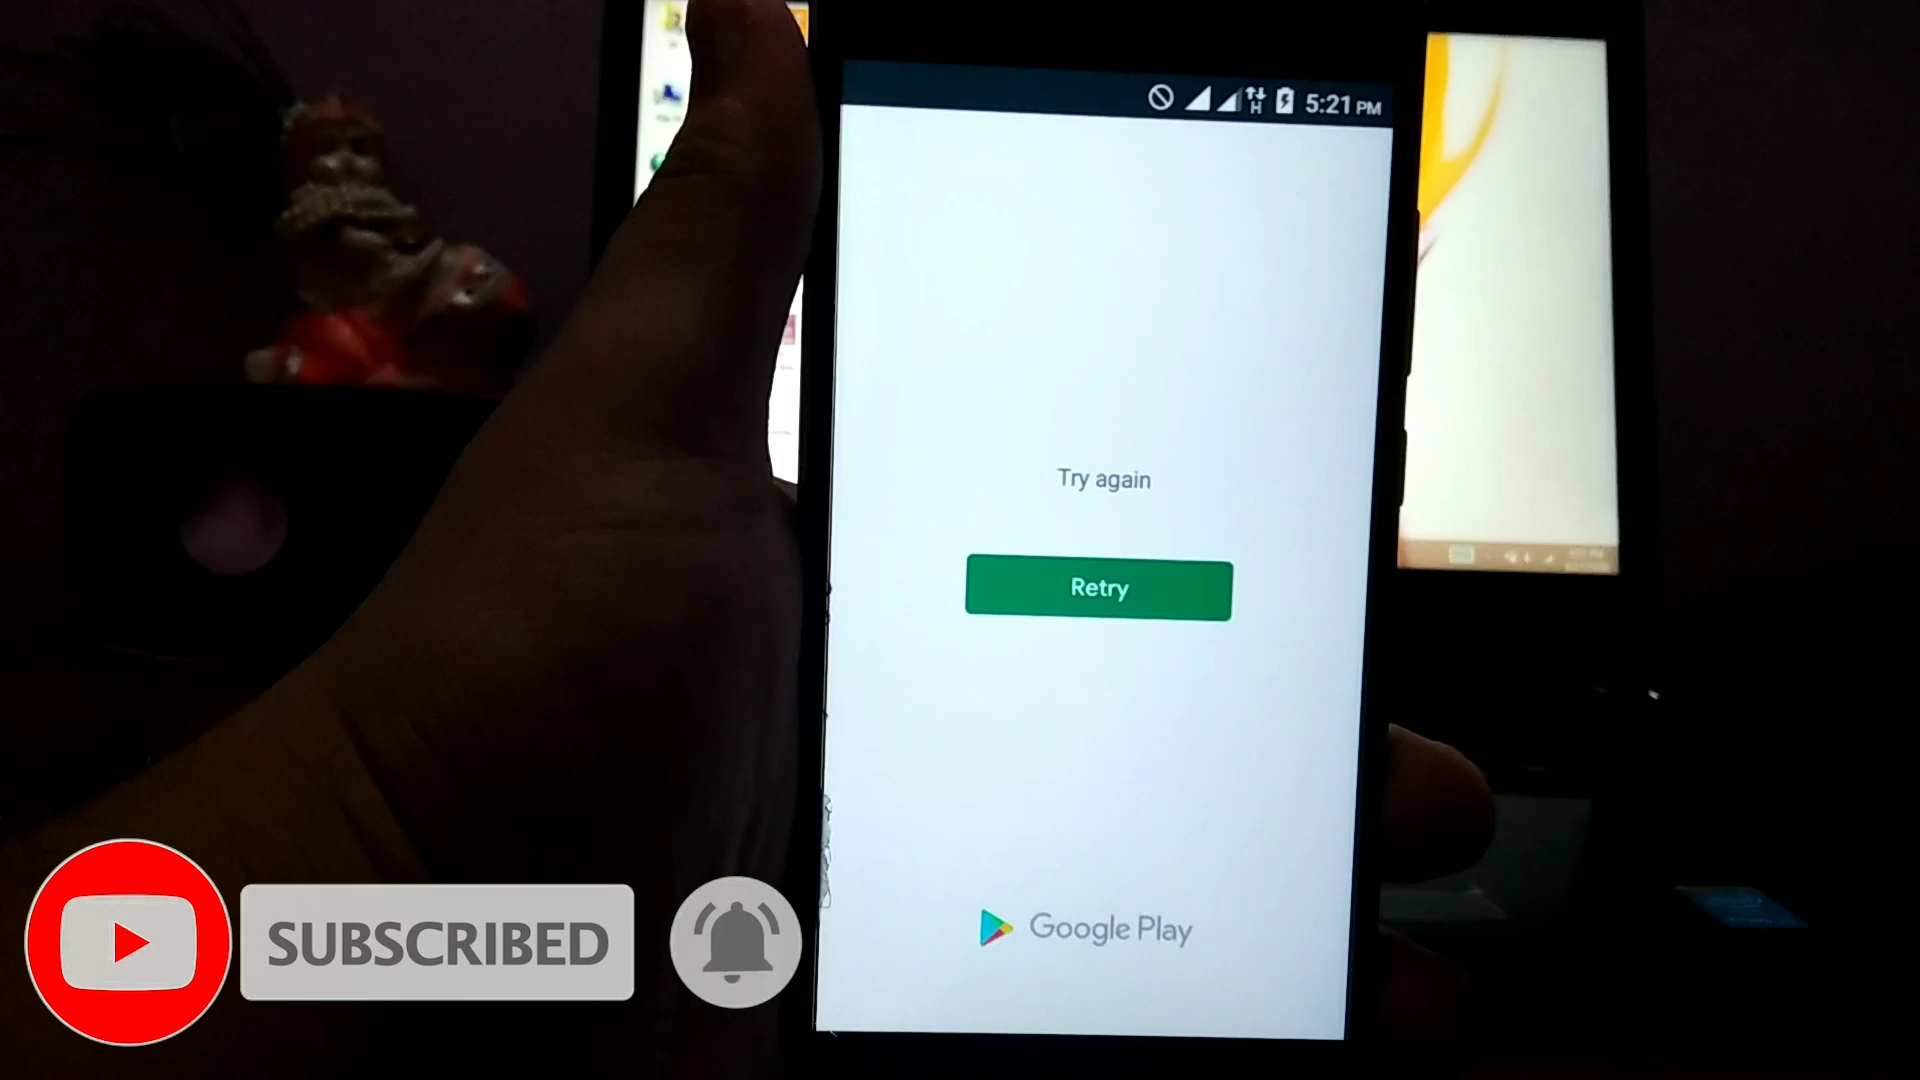 H 5:21 PM
Try again
Retry
Google Play
SUBSCRIBED